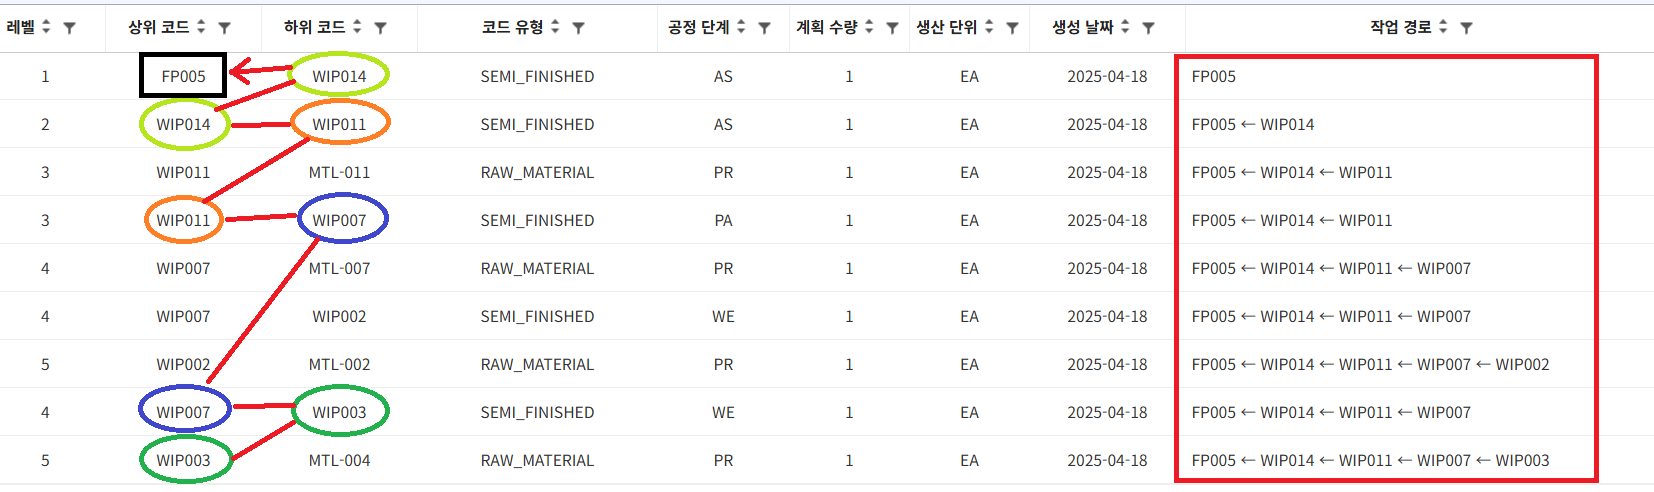 레벨 상위 코드 하위 코드 코드 유형 공정 단계 계획 수량 생산 단위 생성 날짜 작업 경로
1 FP005 WIP014 SEMI_FINISHED AS 1 EA 2025-04-18 FP005
2 WIP014 WIP011 SEMI_FINISHED AS 1 EA 2025-04-18 FP005 ← WIP014
3 WIP011 MTL-011 RAW_MATERIAL PR 1 EA 2025-04-18 FP005 ← WIP014 ← WIP011
3 WIP011 WIP007 SEMI_FINISHED PA 1 EA 2025-04-18 FP005 ← WIP014 ← WIP011
4 WIP007 MTL-007 RAW_MATERIAL PR 1 EA 2025-04-18 FP005 ← WIP014 ← WIP011 ← WIP007
4 WIP007 WIP002 SEMI_FINISHED WE 1 EA 2025-04-18 FP005 ← WIP014 ← WIP011 ← WIP007
5 WIP002 MTL-002 RAW_MATERIAL PR 1 EA 2025-04-18 FP005 ← WIP014 ← WIP011 ← WIP007 ← WIP002
4 WIP007 WIP003 SEMI_FINISHED WE 1 EA 2025-04-18 FP005 ← WIP014 ← WIP011 ← WIP007
5 WIP003 MTL-004 RAW_MATERIAL PR 1 EA 2025-04-18 FP005 ← WIP014 ← WIP011 ← WIP007 ← WIP003